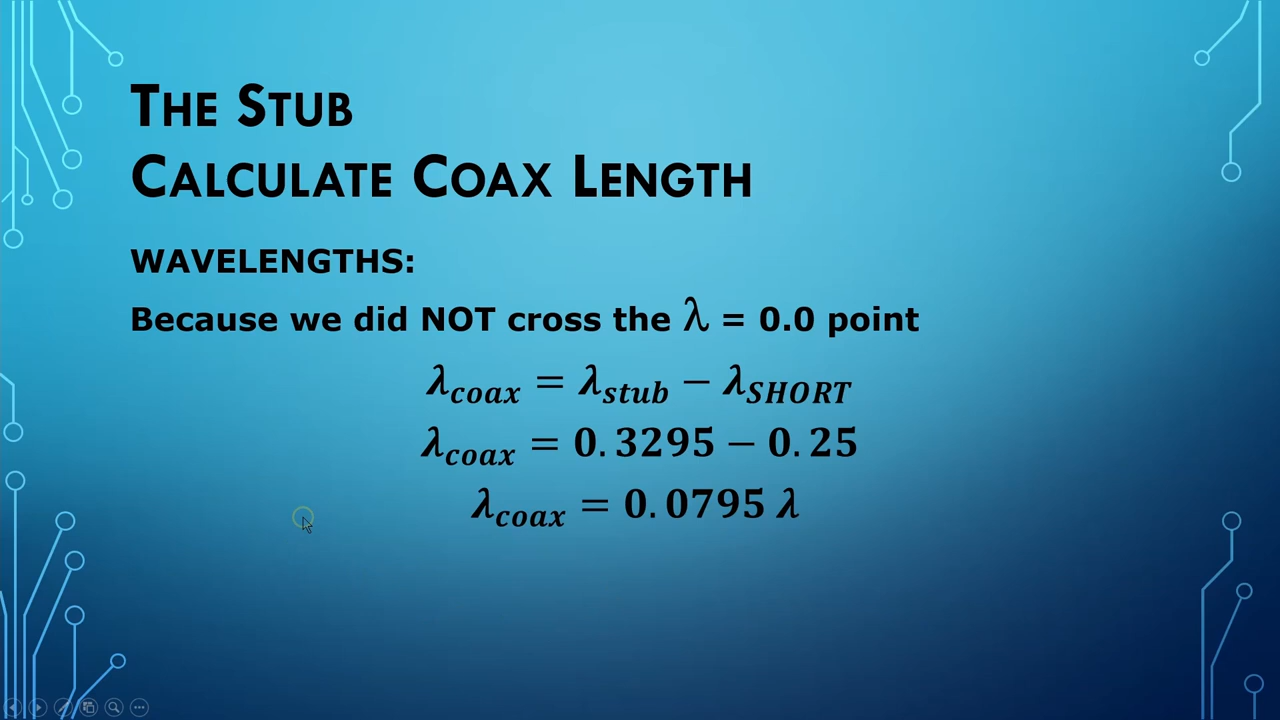 THE STUB
CALCULATE COAX LENGTH
WAVELENGTHS:
Because we did NOT cross the λ = 0.0 point
λcoax = λstub − λSHORT
λcoax = 0.3295 − 0.25
λcoax = 0.0795 λ